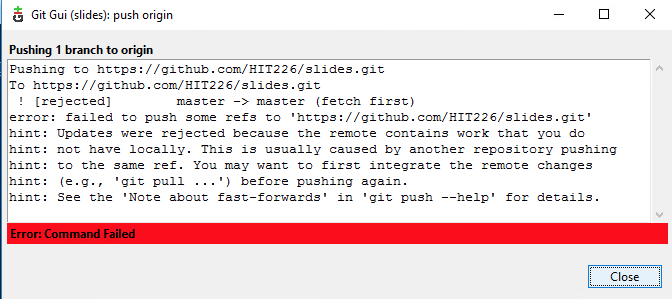 Git Gui (slides): push origin
Pushing 1 branch to origin
Pushing to https://github.com/HIT226/slides.git
To https://github.com/HIT226/slides.git
 ! [rejected]        master -> master (fetch first)
error: failed to push some refs to 'https://github.com/HIT226/slides.git'
hint: Updates were rejected because the remote contains work that you do
hint: not have locally. This is usually caused by another repository pushing
hint: to the same ref. You may want to first integrate the remote changes
hint: (e.g., 'git pull ...') before pushing again.
hint: See the 'Note about fast-forwards' in 'git push --help' for details.
Error: Command Failed
Close